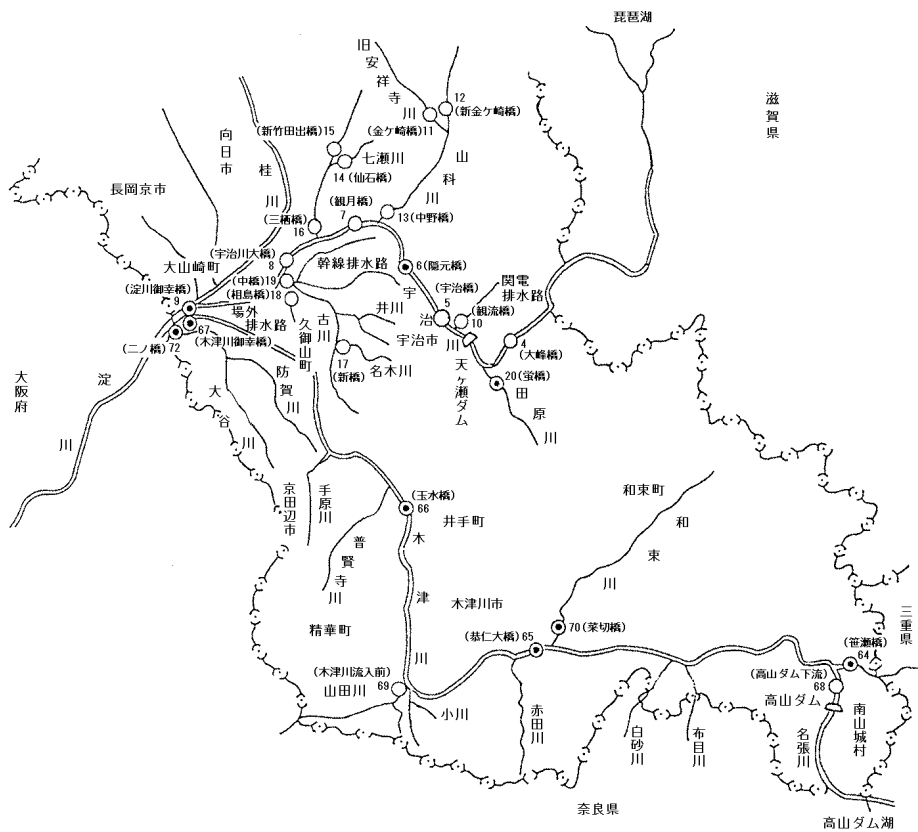 琵琶湖
滋賀県
旧安祥寺川
12
(新金ケ崎橋)
(金ケ崎橋)11
(新竹田出橋)15
七瀬川
14(仙石橋)
山科川
向日市
桂川
長岡京市
(観月橋)
7
13(中野橋)
(三栖橋)
16
(宇治川大橋)
8
幹線排水路
6(隠元橋)
大山崎町
(中橋)19
(宇治橋)
5
関電
排水路
(淀川御幸橋)
9
(相島橋)18
(観流橋)
10
場外
排水路
古川
井川
宇治川
67
(木津川御幸橋)
久御山町
宇治市
4
(大峰橋)
(二ノ橋)
72
17
(新橋)
名木川
天ヶ瀬ダム
20(蛍橋)
田原川
大阪府
淀川
防賀川
大谷川
京田辺市
手原川
(玉水橋)
66
井手町
和束町
和束川
普賢寺川
木津川
木津川市
三重県
精華町
(恭仁大橋)65
70(菜切橋)
(笹瀬橋)
64
(木津川流入前)
69
山田川
(高山ダム下流)
68
高山ダム
小川
赤田川
白砂川
布目川
名張川
南山城村
奈良県
高山ダム湖